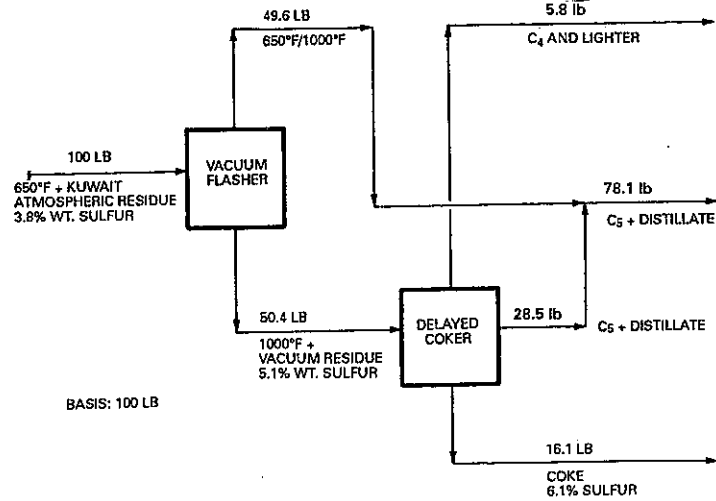 49.6 LB
650°F/1000°F
5.8 lb
C₄ AND LIGHTER
100 LB
650°F + KUWAIT
ATMOSPHERIC RESIDUE
3.8% WT. SULFUR
VACUUM
FLASHER
78.1 lb
C₅ + DISTILLATE
50.4 LB
1000°F +
VACUUM RESIDUE
5.1% WT. SULFUR
DELAYED
COKER
28.5 lb
C₅ + DISTILLATE
BASIS: 100 LB
16.1 LB
COKE
6.1% SULFUR